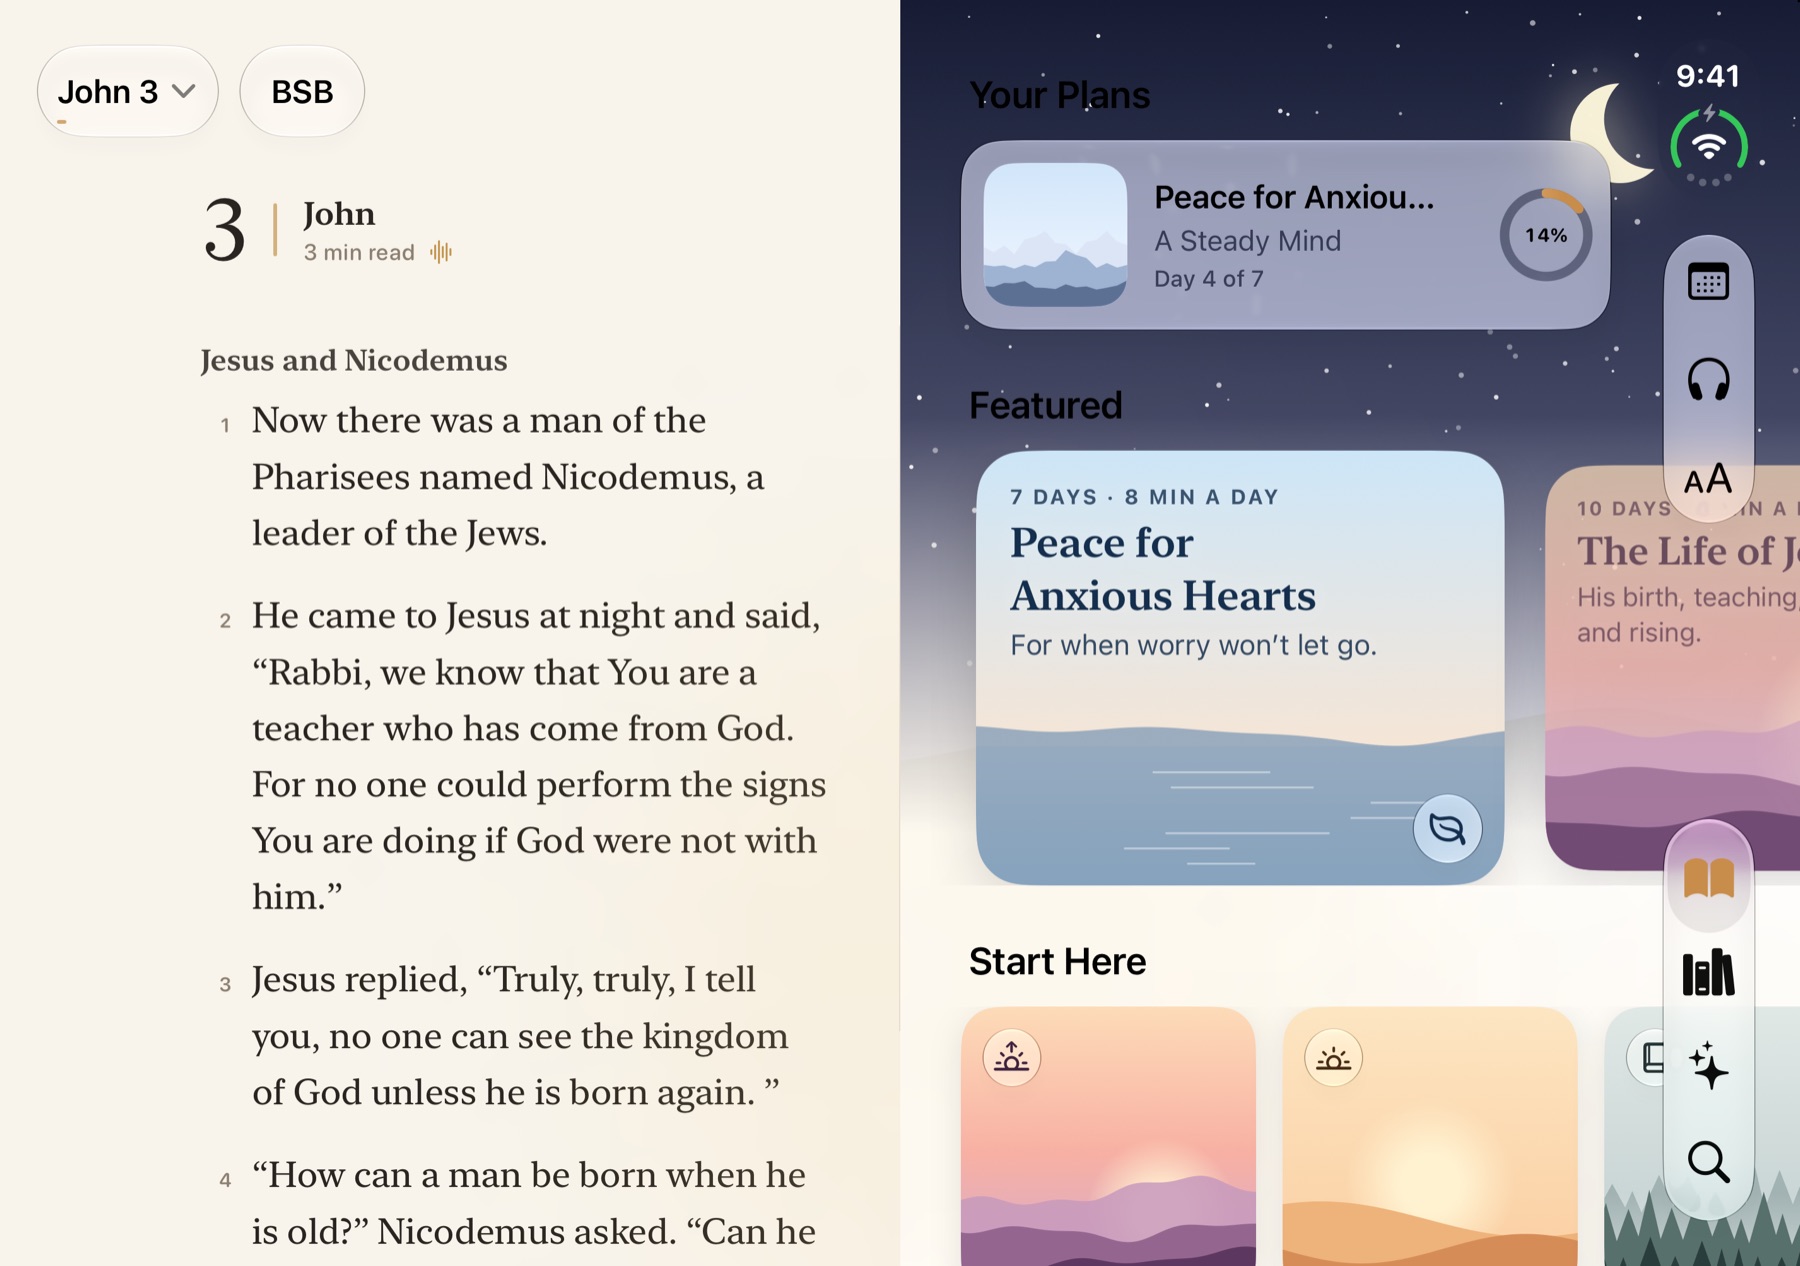 John 3
BSB
3
John
3 min read
Jesus and Nicodemus
1 Now there was a man of the
Pharisees named Nicodemus, a
leader of the Jews.
2 He came to Jesus at night and said,
“Rabbi, we know that You are a
teacher who has come from God.
For no one could perform the signs
You are doing if God were not with
him.”
3 Jesus replied, “Truly, truly, I tell
you, no one can see the kingdom
of God unless he is born again. ”
4 “How can a man be born when he
is old?” Nicodemus asked. “Can he
9:41
Your Plans
Peace for Anxiou...
A Steady Mind
Day 4 of 7
14%
Featured
7 DAYS · 8 MIN A DAY
Peace for
Anxious Hearts
For when worry won’t let go.
AA
10 DAYS
IN A
The Life of
His birth, teaching,
and rising.
Start Here